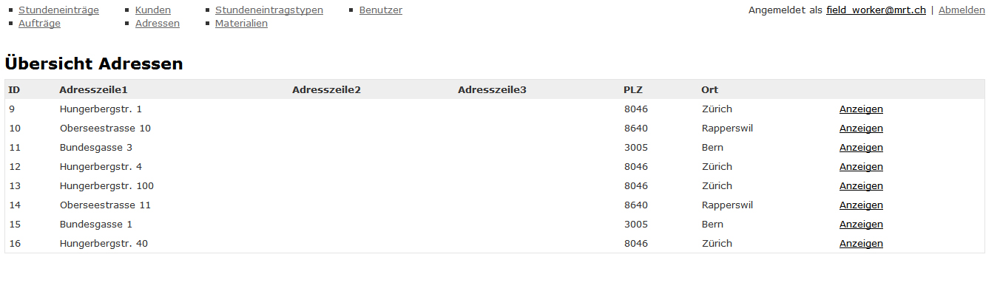 Stundeneinträge Kunden Stundeneintragstypen Benutzer Angemeldet als field_worker@mrt.ch | Abmelden
Aufträge Adressen Materialien
Übersicht Adressen
ID Adresszeile1 Adresszeile2 Adresszeile3 PLZ Ort
9 Hungerbergstr. 1 8046 Zürich Anzeigen
10 Oberseestrasse 10 8640 Rapperswil Anzeigen
11 Bundesgasse 3 3005 Bern Anzeigen
12 Hungerbergstr. 4 8046 Zürich Anzeigen
13 Hungerbergstr. 100 8046 Zürich Anzeigen
14 Oberseestrasse 11 8640 Rapperswil Anzeigen
15 Bundesgasse 1 3005 Bern Anzeigen
16 Hungerbergstr. 40 8046 Zürich Anzeigen